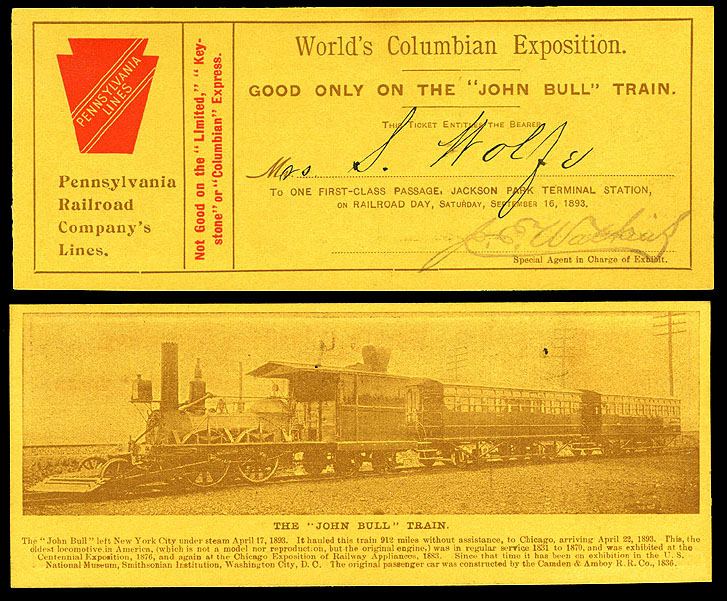 PENNSYLVANIA
LINES
Pennsylvania
Railroad
Company's
Lines.
Not Good on the "Limited," "Key-
stone" or "Columbian" Express.
World's Columbian Exposition.
GOOD ONLY ON THE "JOHN BULL" TRAIN.
THIS TICKET ENTITLES THE BEARER
Mrs S. Wolfe
TO ONE FIRST-CLASS PASSAGE, JACKSON PARK TERMINAL STATION,
ON RAILROAD DAY, SATURDAY, SEPTEMBER 16, 1893.
Special Agent in Charge of Exhibit.
THE "JOHN BULL" TRAIN.
The "John Bull" left New York City under steam April 17, 1893. It hauled this train 912 miles without assistance, to Chicago, arriving April 22, 1893. This, the
oldest locomotive in America, (which is not a model nor reproduction, but the original engine,) was in regular service 1831 to 1870, and was exhibited at the
Centennial Exposition, 1876, and again at the Chicago Exposition of Railway Appliances, 1883. Since that time it has been on exhibition in the U. S.
National Museum, Smithsonian Institution, Washington City, D. C. The original passenger car was constructed by the Camden & Amboy R. R. Co., 1836.